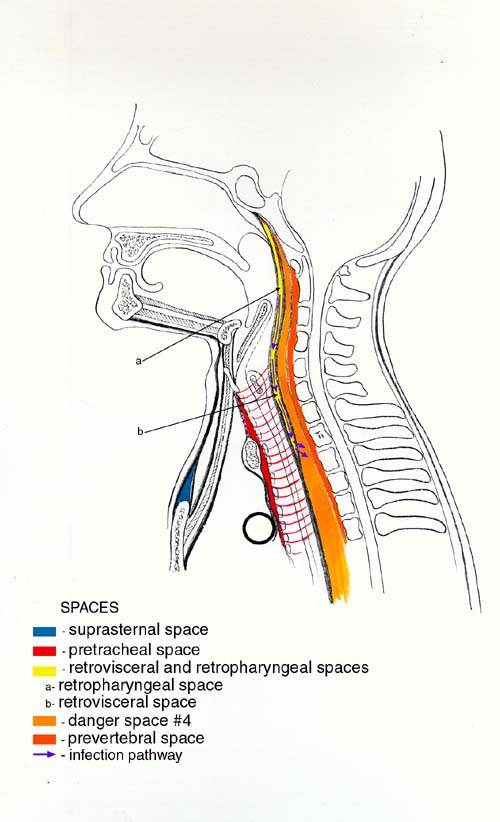 a
b
SPACES
- suprasternal space
- pretracheal space
- retrovisceral and retropharyngeal spaces
a- retropharyngeal space
b- retrovisceral space
- danger space #4
- prevertebral space
- infection pathway